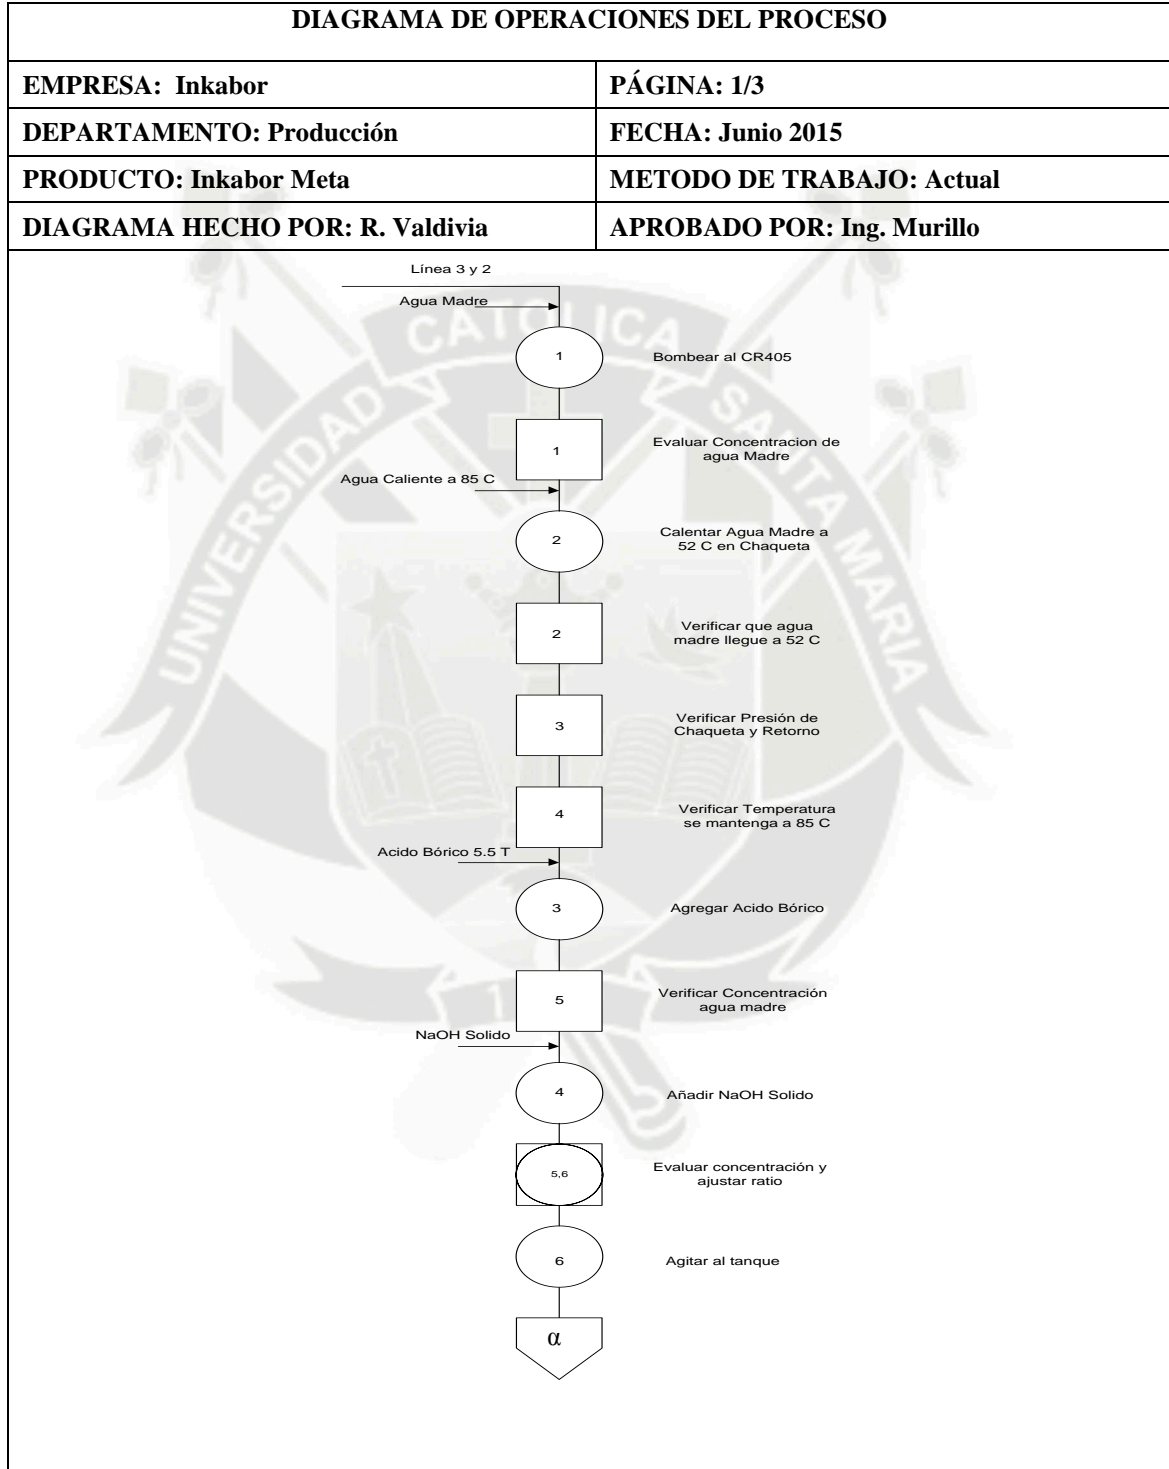 DIAGRAMA DE OPERACIONES DEL PROCESO
EMPRESA: Inkabor
PÁGINA: 1/3
DEPARTAMENTO: Producción
FECHA: Junio 2015
PRODUCTO: Inkabor Meta
METODO DE TRABAJO: Actual
DIAGRAMA HECHO POR: R. Valdivia
APROBADO POR: Ing. Murillo
Línea 3 y 2
Agua Madre
1
Bombear al CR405
1
Evaluar Concentracion de
agua Madre
Agua Caliente a 85 C
2
Calentar Agua Madre a
52 C en Chaqueta
2
Verificar que agua
madre llegue a 52 C
3
Verificar Presión de
Chaqueta y Retorno
4
Verificar Temperatura
se mantenga a 85 C
Acido Bórico 5.5 T
3
Agregar Acido Bórico
5
Verificar Concentración
agua madre
NaOH Solido
4
Añadir NaOH Solido
5,6
Evaluar concentración y
ajustar ratio
6
Agitar al tanque
α
UNIVERSIDAD CATOLICA SANTA MARIA